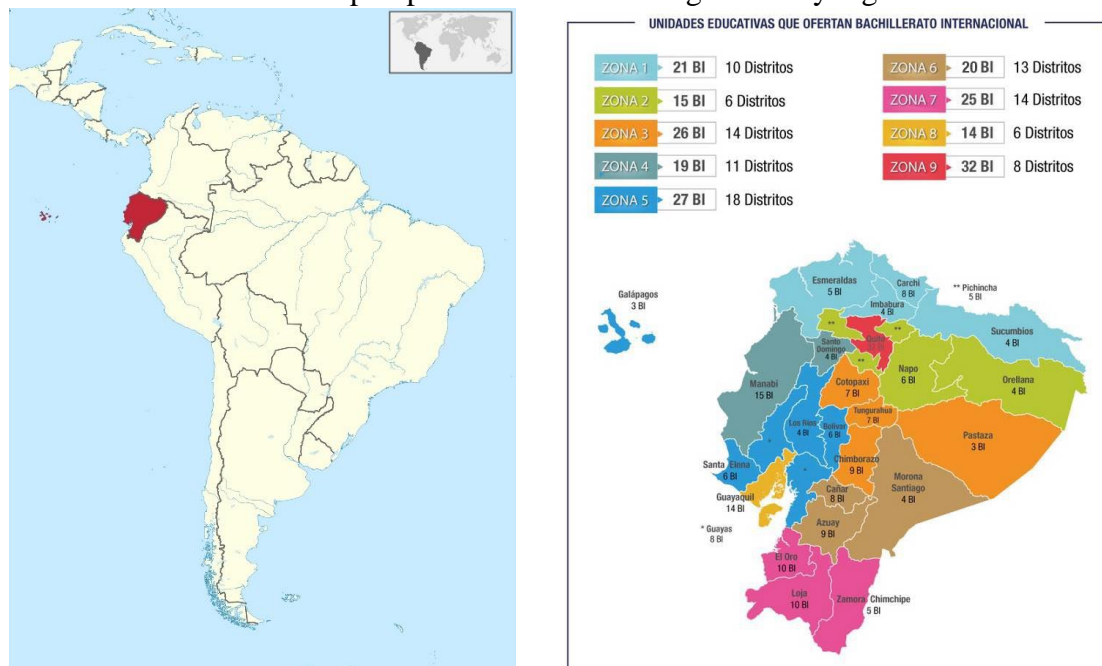 UNIDADES EDUCATIVAS QUE OFERTAN BACHILLERATO INTERNACIONAL
ZONA 1 21 BI 10 Distritos
ZONA 2 15 BI 6 Distritos
ZONA 3 26 BI 14 Distritos
ZONA 4 19 BI 11 Distritos
ZONA 5 27 BI 18 Distritos
ZONA 6 20 BI 13 Distritos
ZONA 7 25 BI 14 Distritos
ZONA 8 14 BI 6 Distritos
ZONA 9 32 BI 8 Distritos
Galápagos
3 BI
Esmeraldas
5 BI
Carchi
8 BI
** Pichincha
5 BI
Imbabura
4 BI
Sucumbios
4 BI
**
**
**
Quito
32 BI
Santo
Domingo
4 BI
Napo
6 BI
Orellana
4 BI
Manabí
15 BI
Cotopaxi
7 BI
Tungurahua
7 BI
Pastaza
3 BI
Los Ríos
4 BI
Bolívar
6 BI
*
*
Chimborazo
9 BI
Santa Elena
6 BI
Guayaquil
14 BI
* Guayas
8 BI
Morona
Santiago
4 BI
Cañar
8 BI
Azuay
9 BI
El Oro
10 BI
Loja
10 BI
Zamora Chimchipe
5 BI